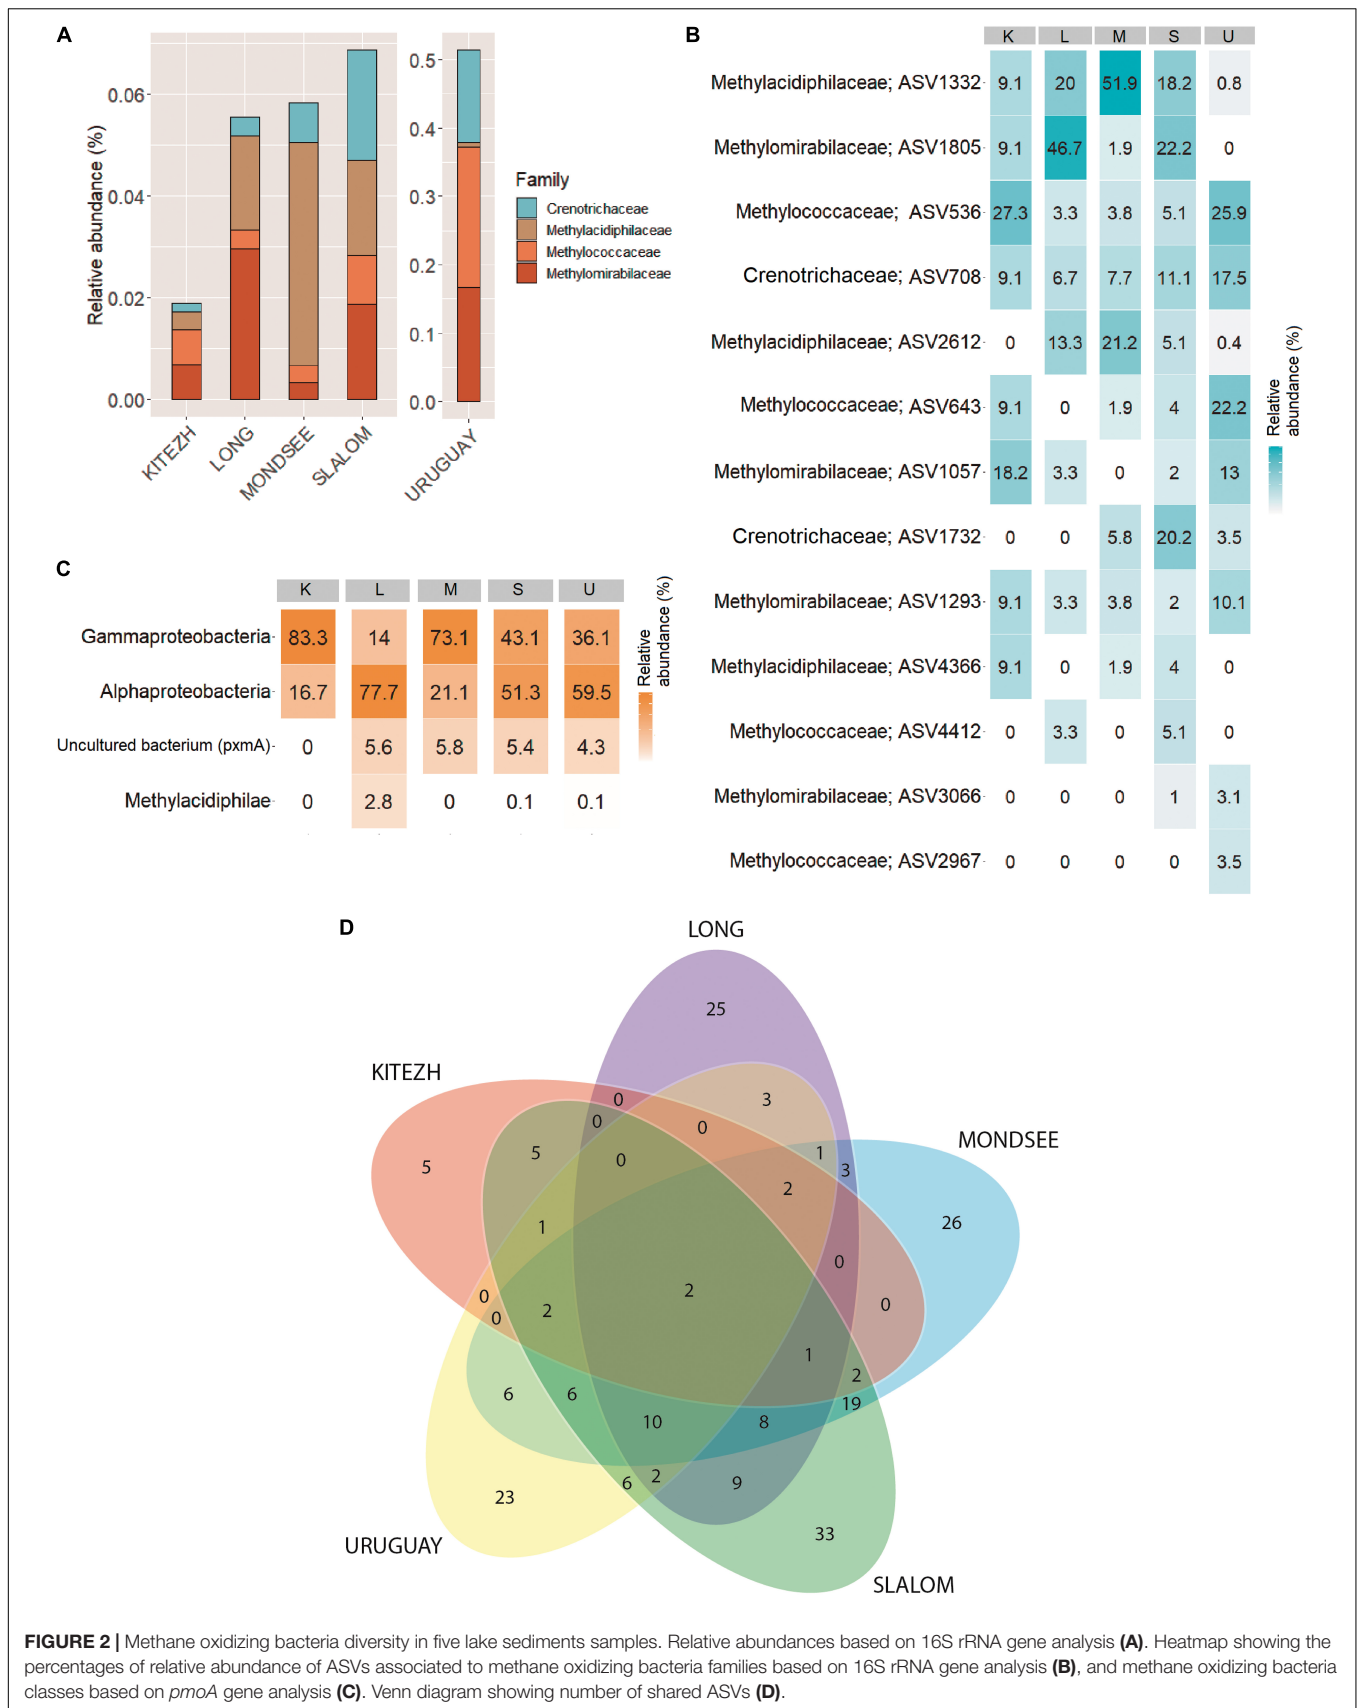 A
Relative abundance (%)
0.06
0.04
0.02
0.00
KITEZH
LONG
MONDSEE
SLALOM
0.5
0.4
0.3
0.2
0.1
0.0
URUGUAY
Family
Crenotrichaceae
Methylacidiphilaceae
Methylococcaceae
Methylomirabilaceae
B
K L M S U
Methylacidiphilaceae; ASV1332 9.1 20 51.9 18.2 0.8
Methylomirabilaceae; ASV1805 9.1 46.7 1.9 22.2 0
Methylococcaceae; ASV536 27.3 3.3 3.8 5.1 25.9
Crenotrichaceae; ASV708 9.1 6.7 7.7 11.1 17.5
Methylacidiphilaceae; ASV2612 0 13.3 21.2 5.1 0.4
Methylococcaceae; ASV643 9.1 0 1.9 4 22.2
Methylomirabilaceae; ASV1057 18.2 3.3 0 2 13
Crenotrichaceae; ASV1732 0 0 5.8 20.2 3.5
Methylomirabilaceae; ASV1293 9.1 3.3 3.8 2 10.1
Methylacidiphilaceae; ASV4366 9.1 0 1.9 4 0
Methylococcaceae; ASV4412 0 3.3 0 5.1 0
Methylomirabilaceae; ASV3066 0 0 0 1 3.1
Methylococcaceae; ASV2967 0 0 0 0 3.5
Relative
abundance (%)
C
K L M S U
Gammaproteobacteria 83.3 14 73.1 43.1 36.1
Alphaproteobacteria 16.7 77.7 21.1 51.3 59.5
Uncultured bacterium (pxmA) 0 5.6 5.8 5.4 4.3
Methylacidiphilae 0 2.8 0 0.1 0.1
Relative
abundance (%)
D
LONG
25
KITEZH
0
3
0
0
MONDSEE
5
5
0
1
3
2
26
1
0
2
0
0
0
2
1
2
6
6
19
10
8
6
2
9
23
33
URUGUAY
SLALOM
FIGURE 2 | Methane oxidizing bacteria diversity in five lake sediments samples. Relative abundances based on 16S rRNA gene analysis (A). Heatmap showing the
percentages of relative abundance of ASVs associated to methane oxidizing bacteria families based on 16S rRNA gene analysis (B), and methane oxidizing bacteria
classes based on pmoA gene analysis (C). Venn diagram showing number of shared ASVs (D).